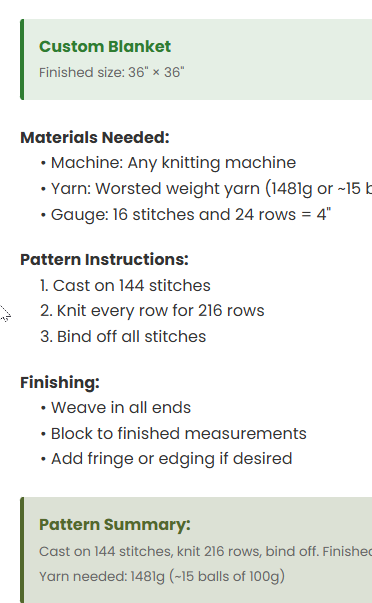 Custom Blanket
Finished size: 36" × 36"
Materials Needed:
• Machine: Any knitting machine
• Yarn: Worsted weight yarn (1481g or ~15 b
• Gauge: 16 stitches and 24 rows = 4"
Pattern Instructions:
1. Cast on 144 stitches
2. Knit every row for 216 rows
3. Bind off all stitches
Finishing:
• Weave in all ends
• Block to finished measurements
• Add fringe or edging if desired
Pattern Summary:
Cast on 144 stitches, knit 216 rows, bind off. Finished
Yarn needed: 1481g (~15 balls of 100g)